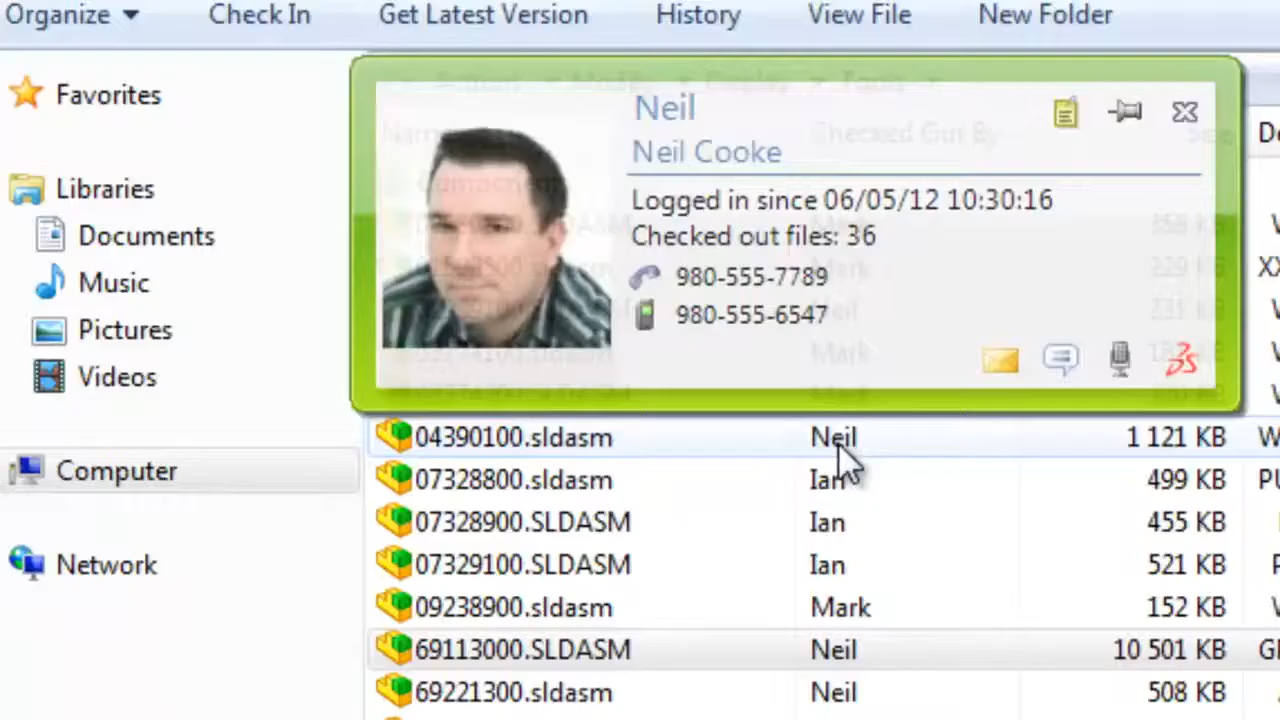 Organize Check In Get Latest Version History View File New Folder
Favorites
Libraries
Documents
Music
Pictures
Videos
Computer
Network
Neil
Neil Cooke
Logged in since 06/05/12 10:30:16
Checked out files: 36
980-555-7789
980-555-6547
04390100.sldasm Neil 1 121 KB
07328800.sldasm Ian 499 KB
07328900.SLDASM Ian 455 KB
07329100.SLDASM Ian 521 KB
09238900.sldasm Mark 152 KB
69113000.SLDASM Neil 10 501 KB
69221300.sldasm Neil 508 KB